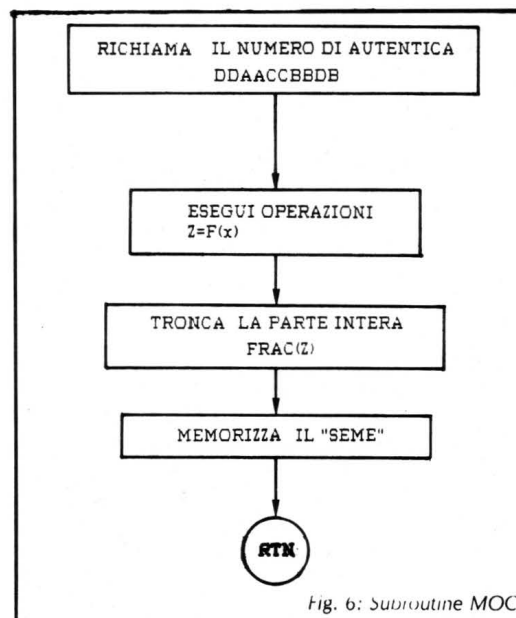 RICHIAMA IL NUMERO DI AUTENTICA
DDAACCBBDB
ESEGUI OPERAZIONI
Z=F(x)
TRONCA LA PARTE INTERA
FRAC(Z)
MEMORIZZA IL "SEME"
RTN
Fig. 6: Subroutine MOC